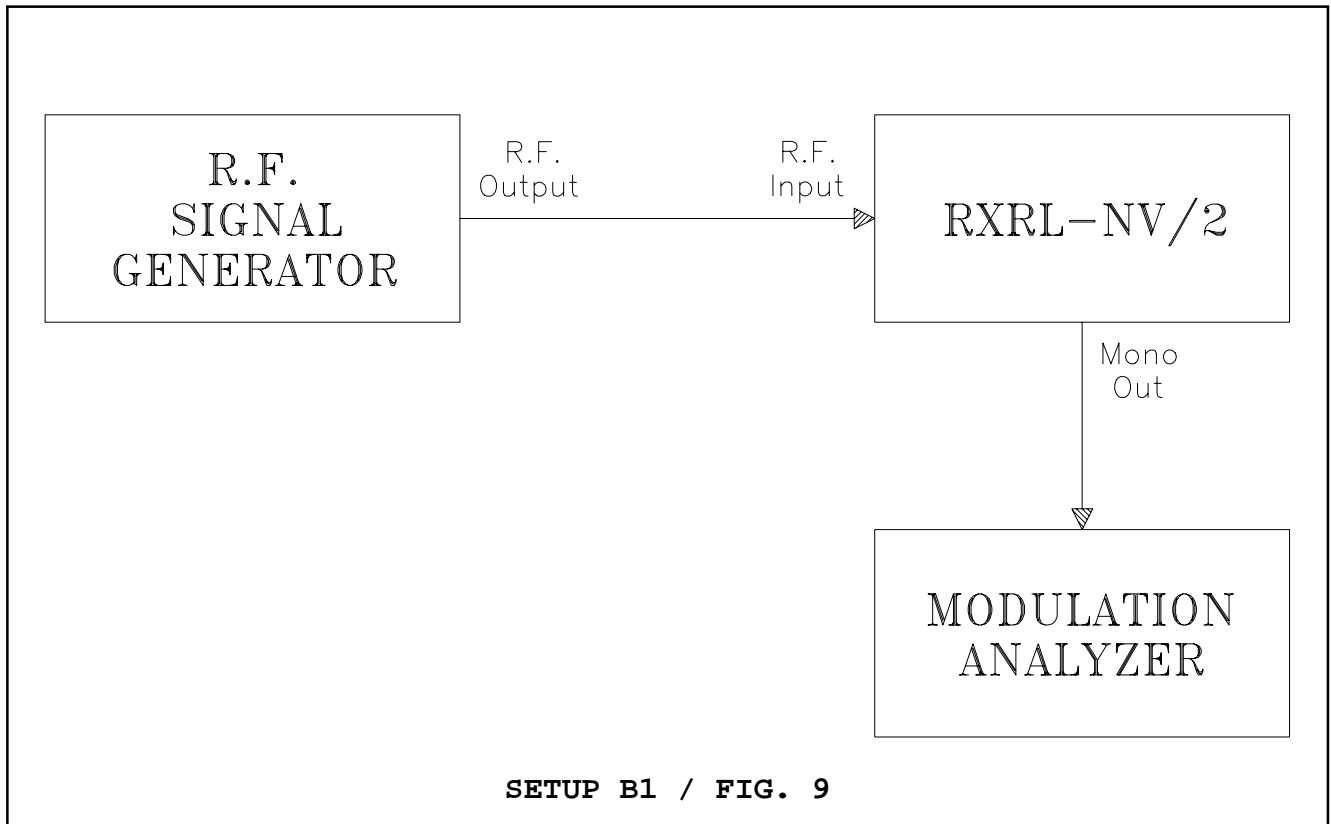 R.F.
SIGNAL
GENERATOR
R.F.
Output
R.F.
Input
RXRL-NV/2
Mono
Out
MODULATION
ANALYZER
SETUP B1 / FIG. 9